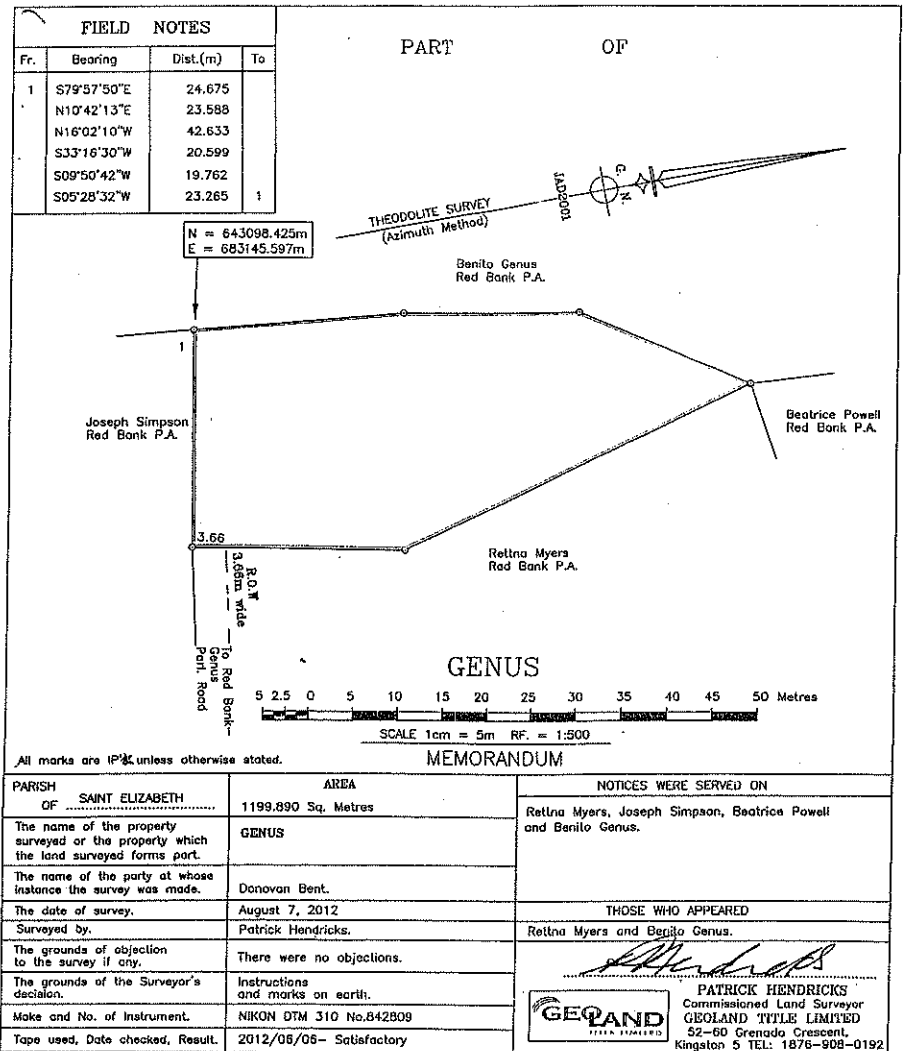 FIELD NOTES
Fr. Bearing Dist.(m) To
1 S79°57'50"E 24.675
N10°42'13"E 23.588
N16°02'10"W 42.633
S33°16'30"W 20.599
S09°50'42"W 19.762
S05°28'32"W 23.265 1
PART OF
N = 643098.425m
E = 683145.597m
THEODOLITE SURVEY
(Azimuth Method)
JAD2001
G. N.
Benito Genus
Red Bank P.A.
1
Joseph Simpson
Red Bank P.A.
Beatrice Powell
Red Bank P.A.
3.66
R.O.W
3.66m wide
To Red Bank-
Genus
Parl. Road
Retlna Myers
Red Bank P.A.
GENUS
5 2.5 0 5 10 15 20 25 30 35 40 45 50 Metres
SCALE 1cm = 5m RF. = 1:500
All marks are IP's unless otherwise stated.
MEMORANDUM
PARISH
OF SAINT ELIZABETH
AREA
1199.890 Sq. Metres
NOTICES WERE SERVED ON
Retlna Myers, Joseph Simpson, Beatrice Powell
and Benito Genus.
The name of the property
surveyed or the property which
the land surveyed forms part.
GENUS
The name of the party at whose
instance the survey was made.
Donovan Bent.
The date of survey.
August 7, 2012
THOSE WHO APPEARED
Surveyed by.
Patrick Hendricks.
Retlna Myers and Benito Genus.
The grounds of objection
to the survey if any.
There were no objections.
The grounds of the Surveyor's
decision.
Instructions
and marks on earth.
Make and No. of Instrument.
NIKON DTM 310 No.842809
Tape used, Date checked, Result.
2012/06/06- Satisfactory
PHendricks
GEOLAND
TITLE LIMITED
PATRICK HENDRICKS
Commissioned Land Surveyor
GEOLAND TITLE LIMITED
52-60 Grenada Crescent,
Kingston 5 TEL: 1876-908-0192